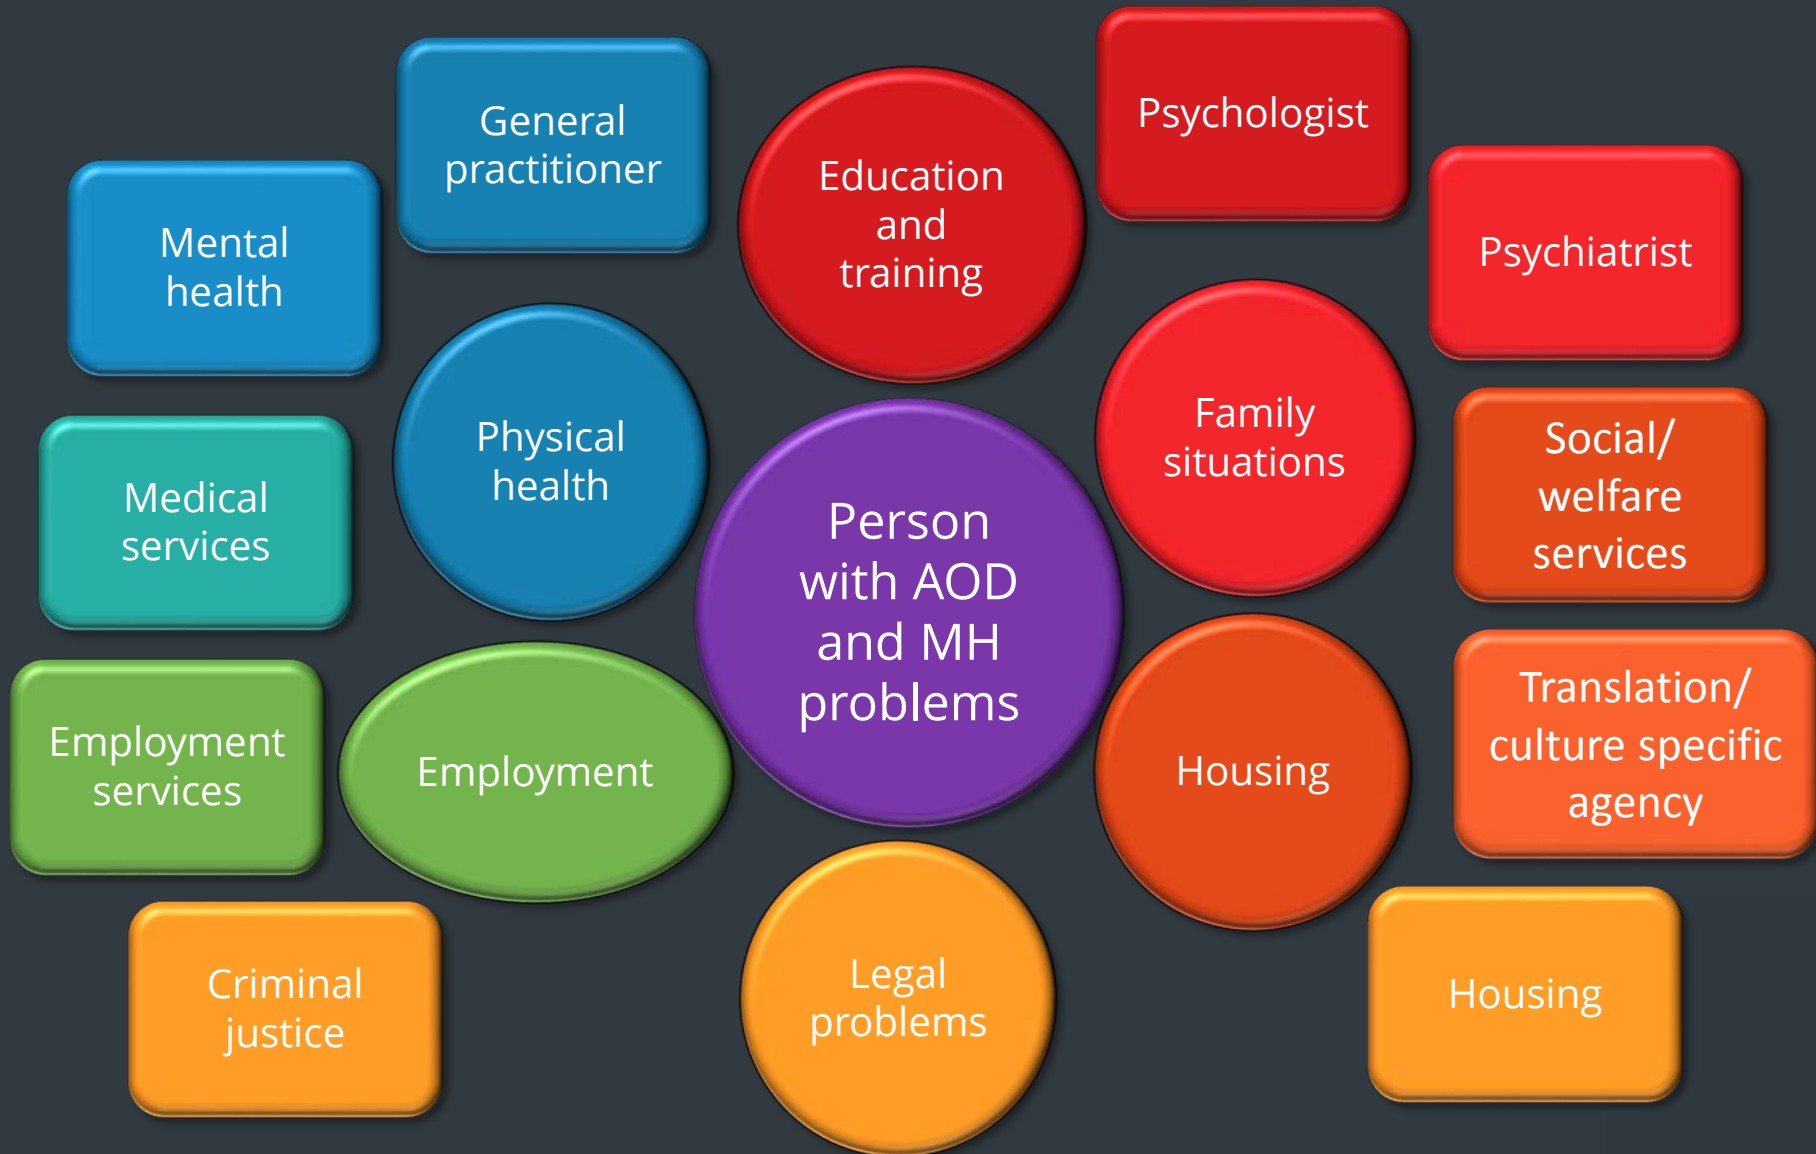 General
practitioner
Psychologist
Education
and
training
Mental
health
Psychiatrist
Physical
health
Family
situations
Social/
welfare
services
Medical
services
Person
with AOD
and MH
problems
Employment
services
Employment
Housing
Translation/
culture specific
agency
Criminal
justice
Legal
problems
Housing